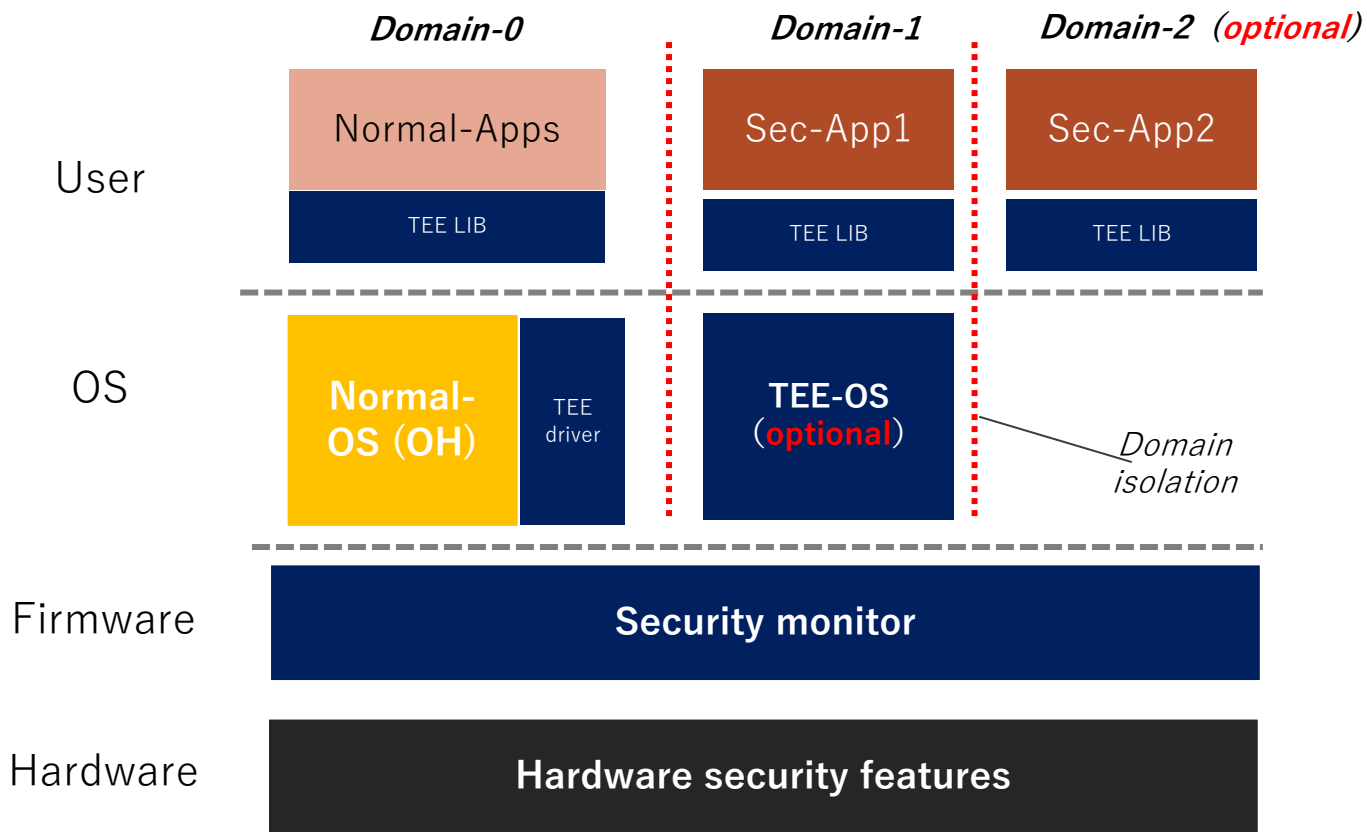 Domain-0
Domain-1
Domain-2 (optional)
User
Normal-Apps
Sec-App1
Sec-App2
TEE LIB
TEE LIB
TEE LIB
OS
Normal-
OS (OH)
TEE
driver
TEE-OS
(optional)
Domain
isolation
Firmware
Security monitor
Hardware
Hardware security features